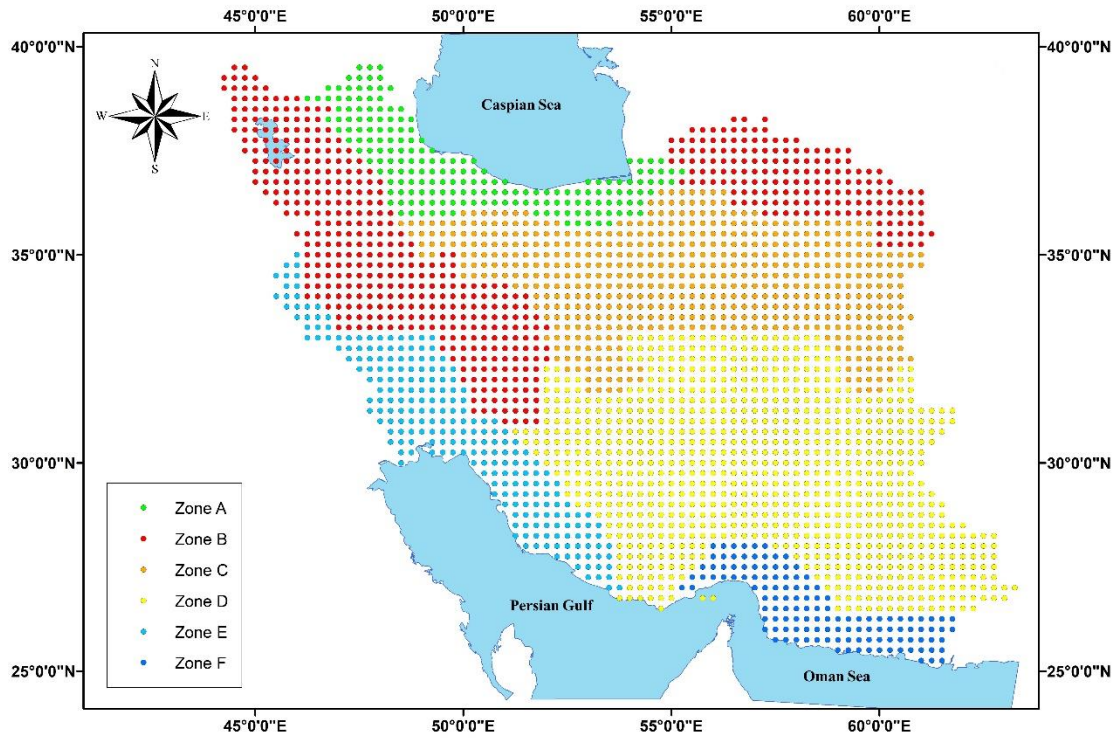 45°0'0"E 50°0'0"E 55°0'0"E 60°0'0"E
40°0'0"N 40°0'0"N
N
W E
S
Caspian Sea
35°0'0"N 35°0'0"N
30°0'0"N 30°0'0"N
Zone A
Zone B
Zone C
Zone D
Zone E
Zone F
Persian Gulf
25°0'0"N 25°0'0"N
Oman Sea
45°0'0"E 50°0'0"E 55°0'0"E 60°0'0"E